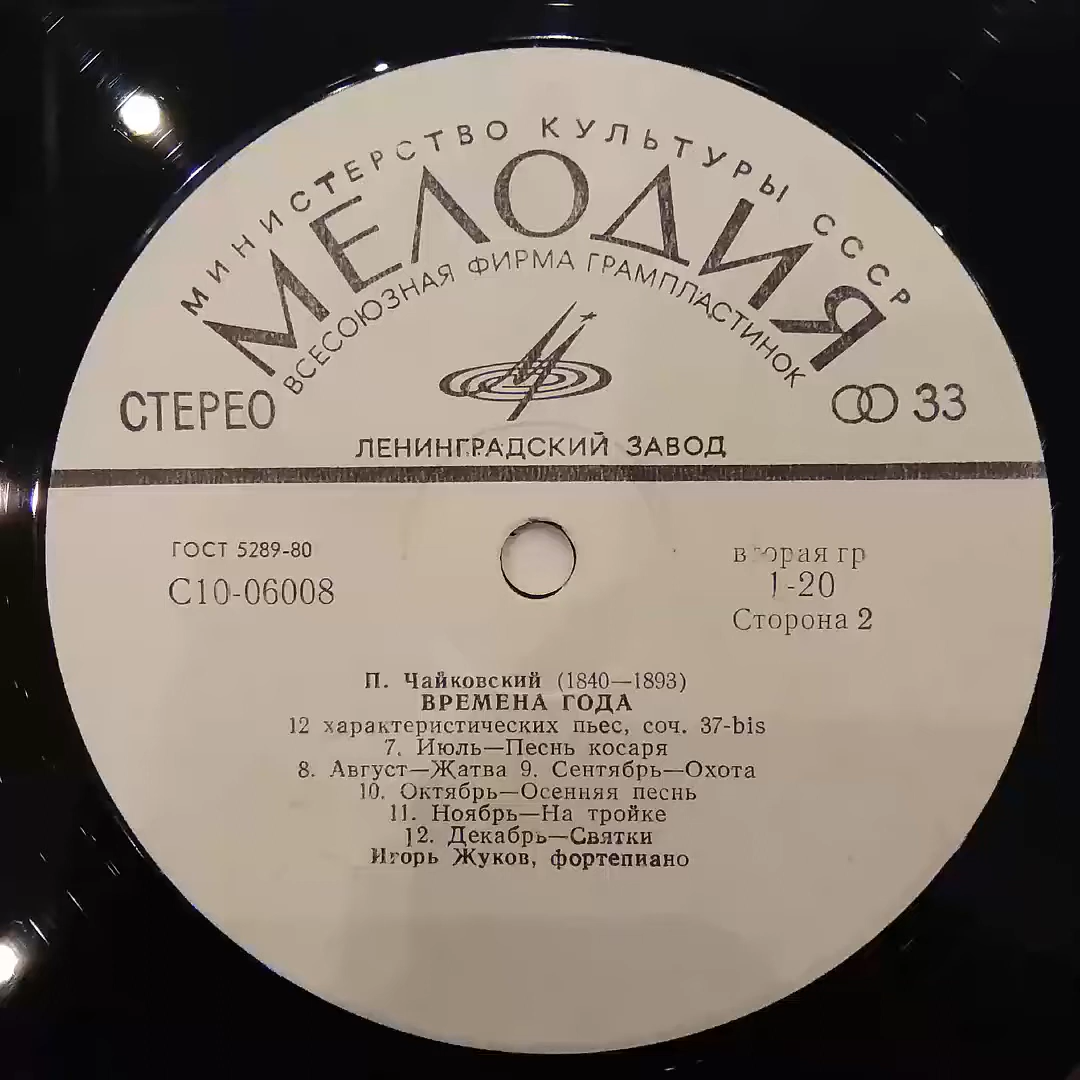 МИНИСТЕРСТВО КУЛЬТУРЫ СССР
МЕЛОДИЯ
ВСЕСОЮЗНАЯ ФИРМА ГРАМПЛАСТИНОК
СТЕРЕО
33
ЛЕНИНГРАДСКИЙ ЗАВОД
ГОСТ 5289-80
С10-06008
вторая гр
1-20
Сторона 2
П. Чайковский (1840—1893)
ВРЕМЕНА ГОДА
12 характеристических пьес, соч. 37-bis
7. Июль—Песнь косаря
8. Август—Жатва 9. Сентябрь—Охота
10. Октябрь—Осенняя песнь
11. Ноябрь—На тройке
12. Декабрь—Святки
Игорь Жуков, фортепиано